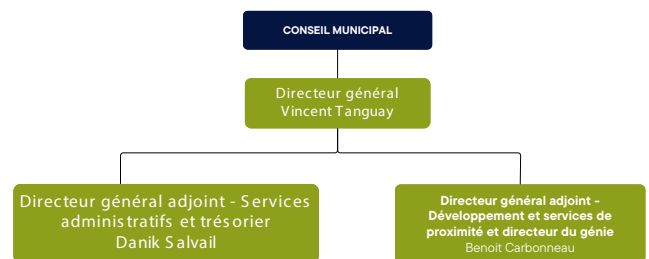 CONSEIL MUNICIPAL
Directeur général
Vincent Tanguay
Directeur général adjoint - Services
administratifs et trésorier
Danik Salvail
Directeur général adjoint -
Développement et services de
proximité et directeur du génie
Benoit Carbonneau